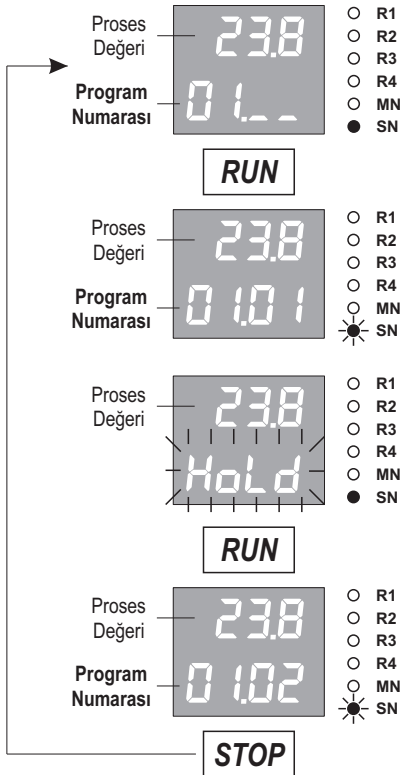 Proses
Değeri
23.8
Program
Numarası
01._ _
R1
R2
R3
R4
MN
SN
RUN
Proses
Değeri
23.8
Program
Numarası
01.01
R1
R2
R3
R4
MN
SN
Proses
Değeri
23.8
HoLd
R1
R2
R3
R4
MN
SN
RUN
Proses
Değeri
23.8
Program
Numarası
01.02
R1
R2
R3
R4
MN
SN
STOP